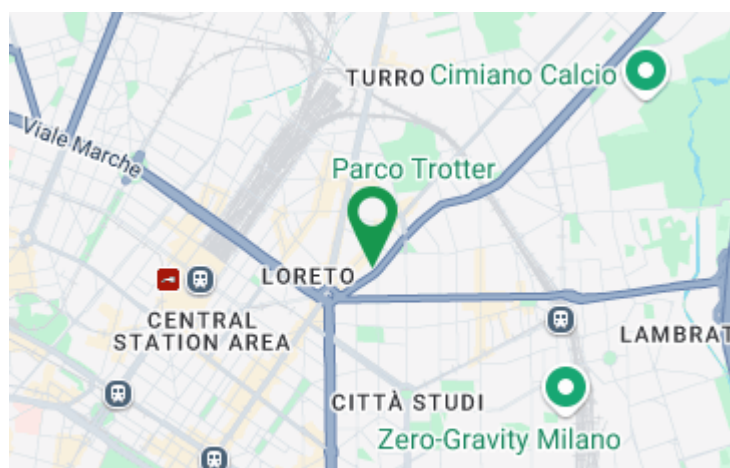 TURRO
Cimiano Calcio
Viale Marche
Parco Trotter
LORETO
CENTRAL
STATION AREA
LAMBRAT
CITTÀ STUDI
Zero-Gravity Milano